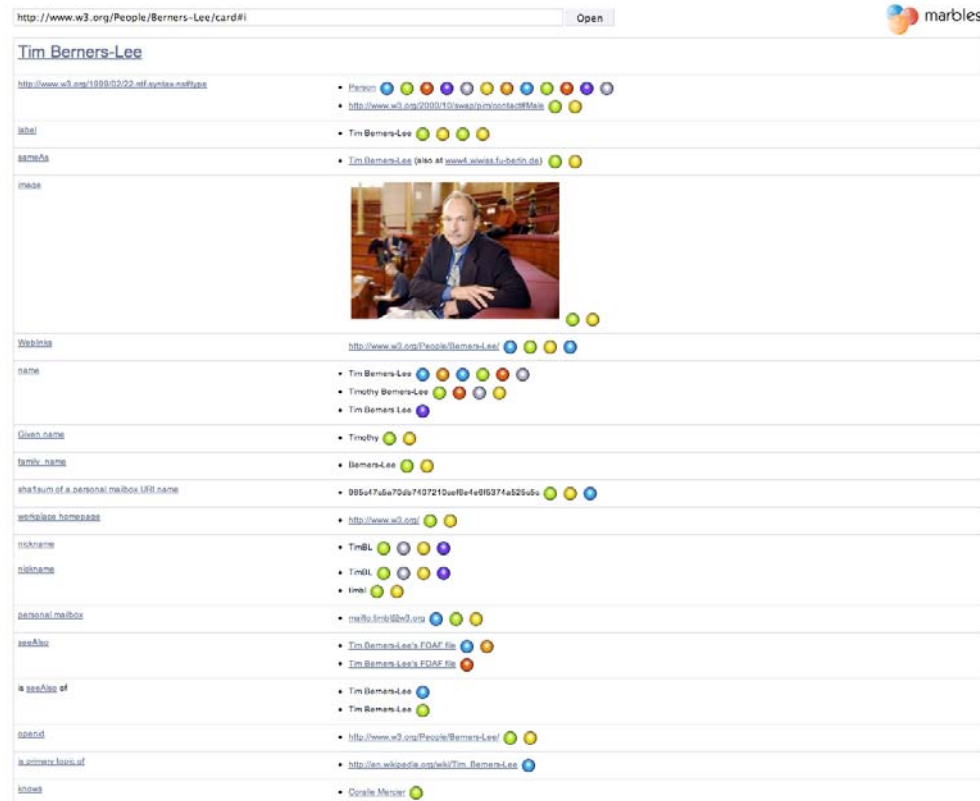 http://www.w3.org/People/Berners-Lee/card#i
Open
marbles
Tim Berners-Lee
http://www.w3.org/1999/02/22-rdf-syntax-ns#type
Person
http://www.w3.org/2000/10/swap/pim/contact#Male
label
Tim Berners-Lee
sameAs
Tim Berners-Lee (also at www4.wiwiss.fu-berlin.de)
image
Weblinks
http://www.w3.org/People/Berners-Lee/
name
Tim Berners-Lee
Timothy Berners-Lee
Tim Berners Lee
Given name
Timothy
family_name
Berners-Lee
sha1sum of a personal mailbox URI name
workplace homepage
http://www.w3.org/
nickname
TimBL
nickname
TimBL
timbl
personal mailbox
mailto:timbl@w3.org
seeAlso
Tim Berners-Lee's FOAF file
Tim Berners-Lee's FOAF file
is seeAlso of
Tim Berners-Lee
Tim Berners-Lee
openid
http://www.w3.org/People/Berners-Lee/
is primary topic of
http://en.wikipedia.org/wiki/Tim_Berners-Lee
knows
Coralie Mercier